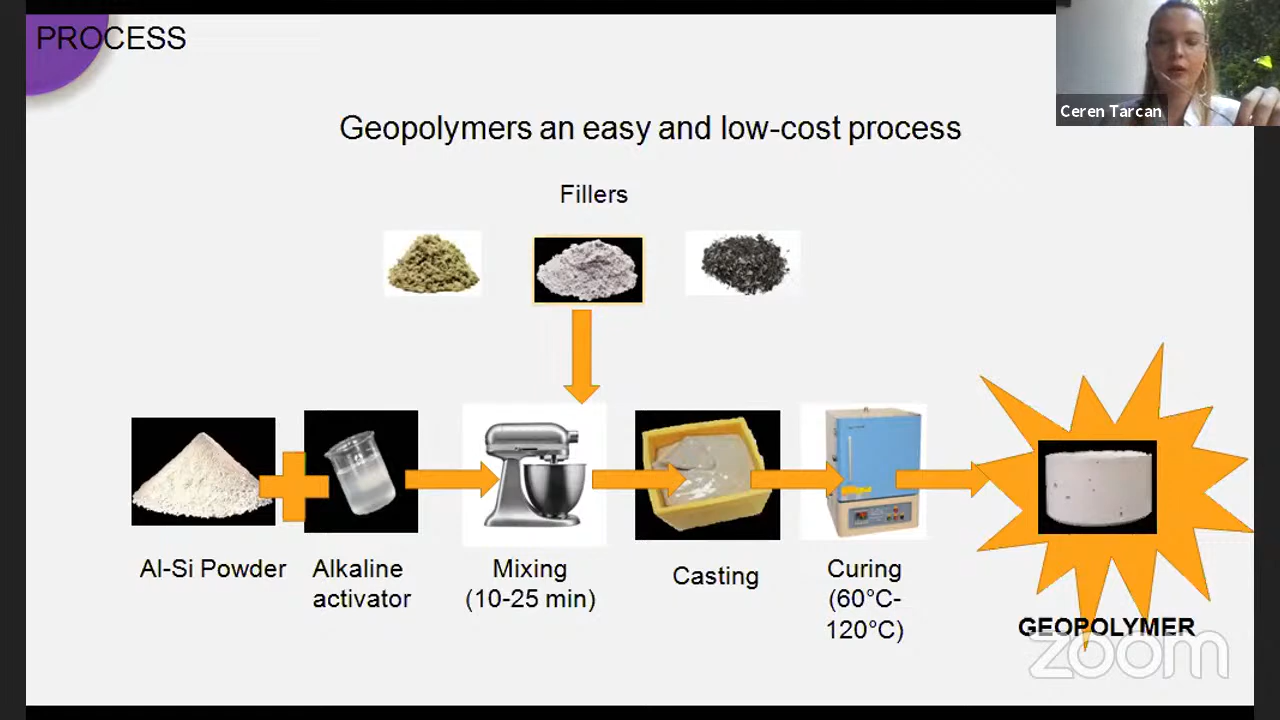 PROCESS
Ceren Tarcan
Geopolymers an easy and low-cost process
Fillers
Al-Si Powder
Alkaline
activator
Mixing
(10-25 min)
Casting
Curing
(60°C-
120°C)
GEOPOLYMER
zoom